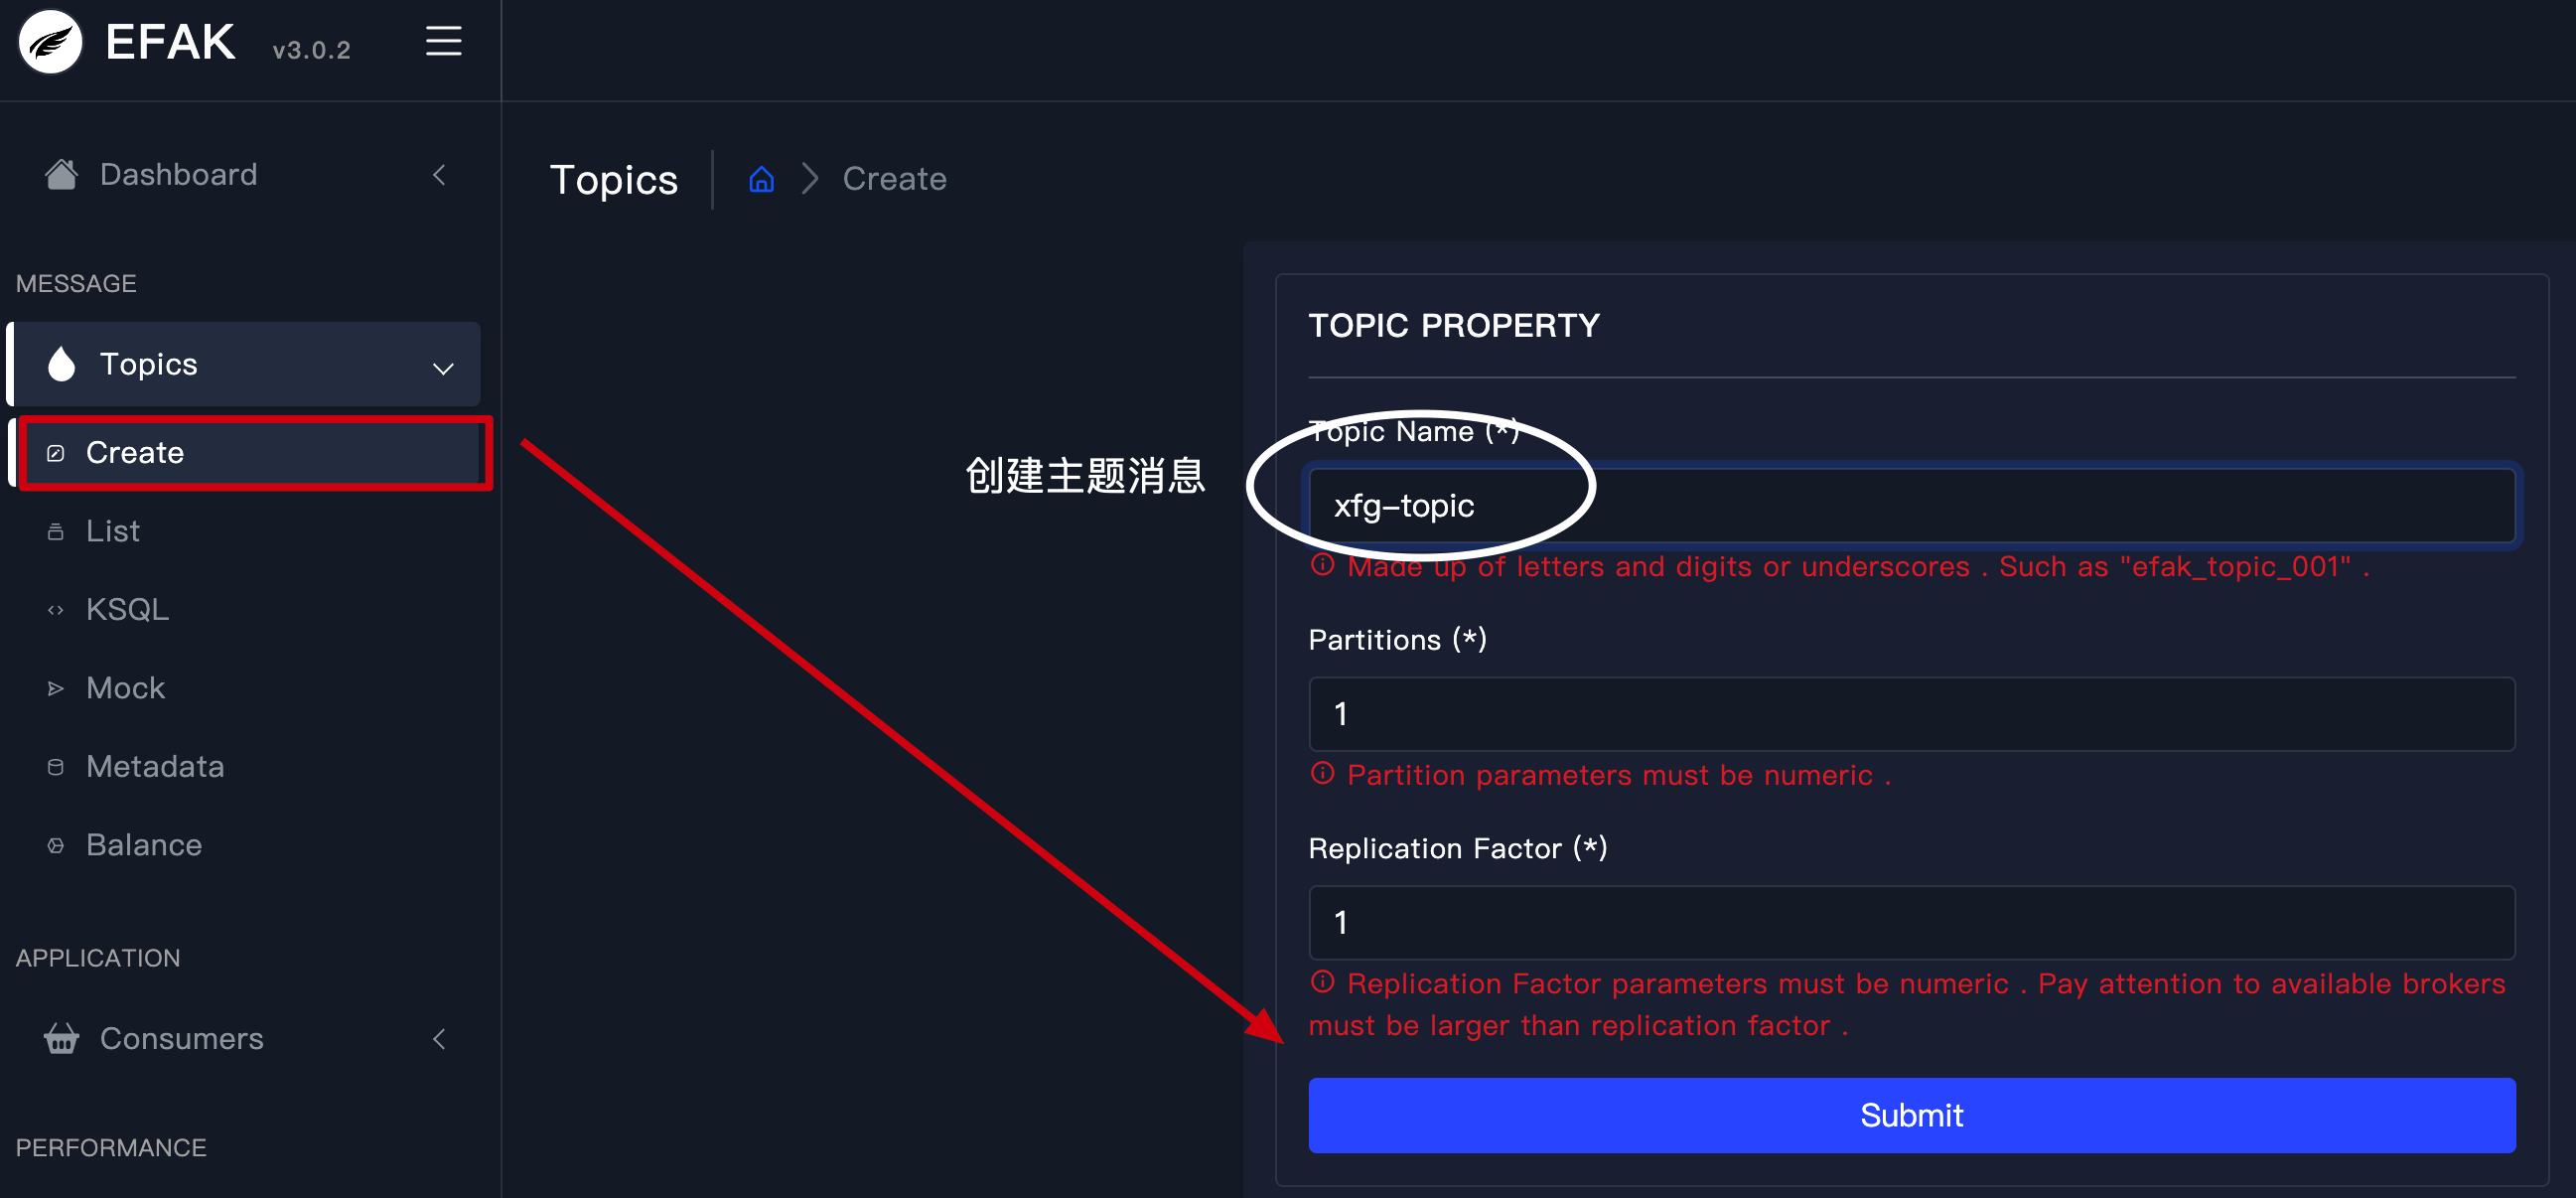 EFAK v3.0.2
Dashboard
MESSAGE
Topics
Create
List
KSQL
Mock
Metadata
Balance
APPLICATION
Consumers
PERFORMANCE
Topics Create
创建主题消息
TOPIC PROPERTY
Topic Name (*)
xfg-topic
Made up of letters and digits or underscores . Such as "efak_topic_001" .
Partitions (*)
1
Partition parameters must be numeric .
Replication Factor (*)
1
Replication Factor parameters must be numeric . Pay attention to available brokers
must be larger than replication factor .
Submit